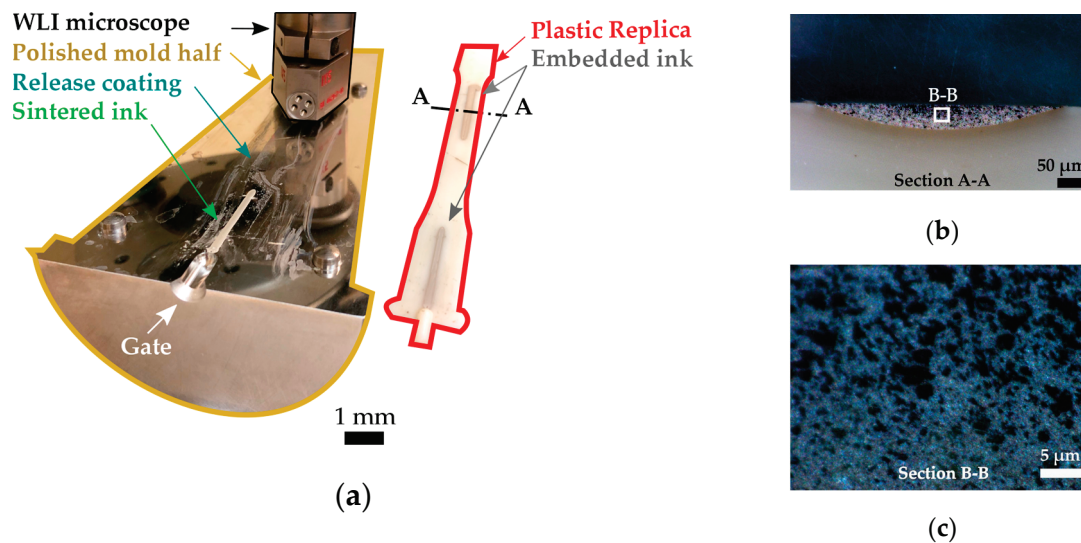 WLI microscope
Polished mold half
Release coating
Sintered ink
Gate
1 mm
Plastic Replica
Embedded ink
A
A
(a)
B-B
50 μm
Section A-A
(b)
5 μm
Section B-B
(c)